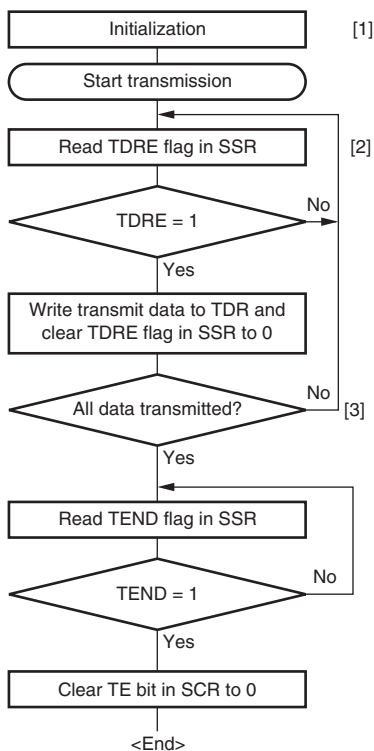 Initialization [1]
Start transmission
Read TDRE flag in SSR [2]
TDRE = 1 No
Yes
Write transmit data to TDR and
clear TDRE flag in SSR to 0
All data transmitted? No [3]
Yes
Read TEND flag in SSR
TEND = 1 No
Yes
Clear TE bit in SCR to 0
<End>